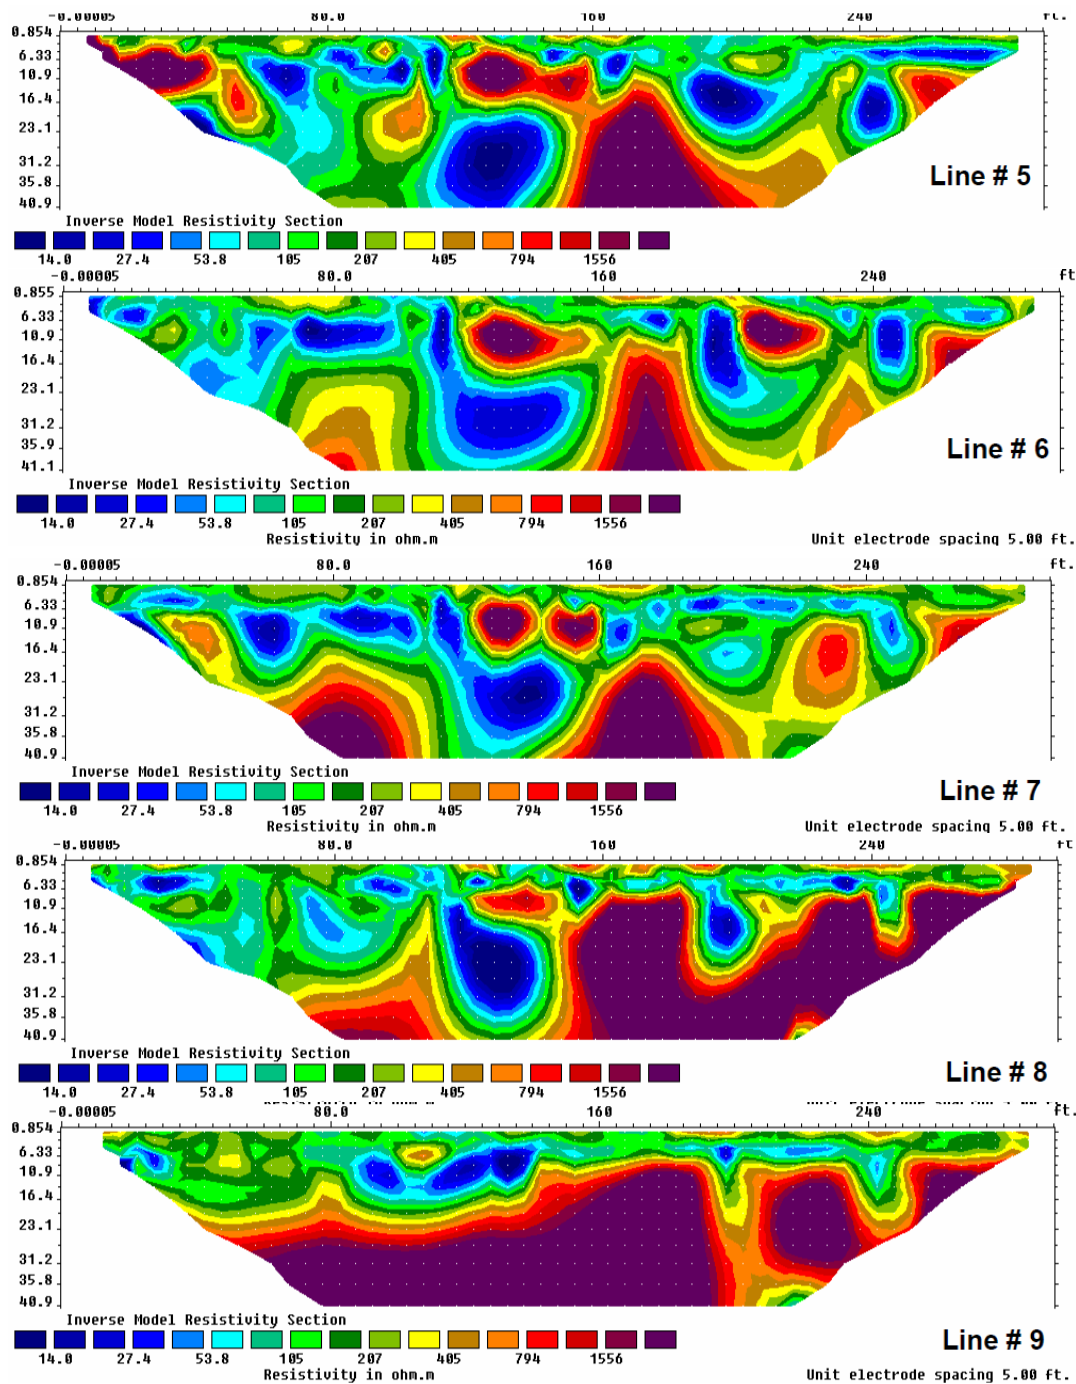 -0.00005 80.0 160 240 ft.
0.854
6.33
10.9
16.4
23.1
31.2
35.8
40.9
Line # 5
Inverse Model Resistivity Section
14.0 27.4 53.8 105 207 405 794 1556
-0.00005 80.0 160 240 ft
0.855
6.33
10.9
16.4
23.1
31.2
35.9
41.1
Line # 6
Inverse Model Resistivity Section
14.0 27.4 53.8 105 207 405 794 1556
Resistivity in ohm.m Unit electrode spacing 5.00 ft.
-0.00005 80.0 160 240 ft.
0.854
6.33
10.9
16.4
23.1
31.2
35.8
40.9
Inverse Model Resistivity Section
Line # 7
14.0 27.4 53.8 105 207 405 794 1556
Resistivity in ohm.m Unit electrode spacing 5.00 ft.
-0.00005 80.0 160 240 ft
0.854
6.33
10.9
16.4
23.1
31.2
35.8
40.9
Inverse Model Resistivity Section
Line # 8
14.0 27.4 53.8 105 207 405 794 1556
-0.00005 80.0 160 240 ft.
0.854
6.33
10.9
16.4
23.1
31.2
35.8
40.9
Inverse Model Resistivity Section
Line # 9
14.0 27.4 53.8 105 207 405 794 1556
Resistivity in ohm.m Unit electrode spacing 5.00 ft.